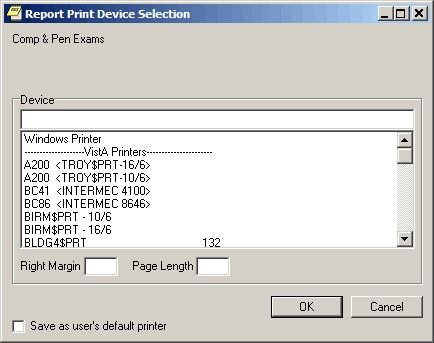 Report Print Device Selection
Comp & Pen Exams
Device
Windows Printer
--------------------VistA Printers----------------------
A200 <TROY$PRT-16/6>
A200 <TROY$PRT-10/6>
BC41 <INTERMEC 4100>
BC86 <INTERMEC 8646>
BIRM$PRT - 10/6
BIRM$PRT - 16/6
BLDG4$PRT 132
Right Margin Page Length
OK Cancel
Save as user's default printer